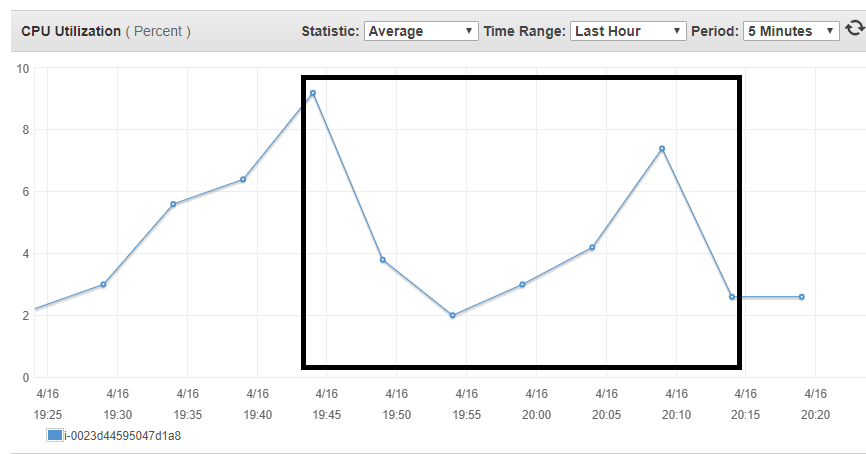 CPU Utilization ( Percent ) Statistic: Average Time Range: Last Hour Period: 5 Minutes
10
8
6
4
2
0
4/16 4/16 4/16 4/16 4/16 4/16 4/16 4/16 4/16 4/16 4/16 4/16
19:25 19:30 19:35 19:40 19:45 19:50 19:55 20:00 20:05 20:10 20:15 20:20
i-0023d44595047d1a8